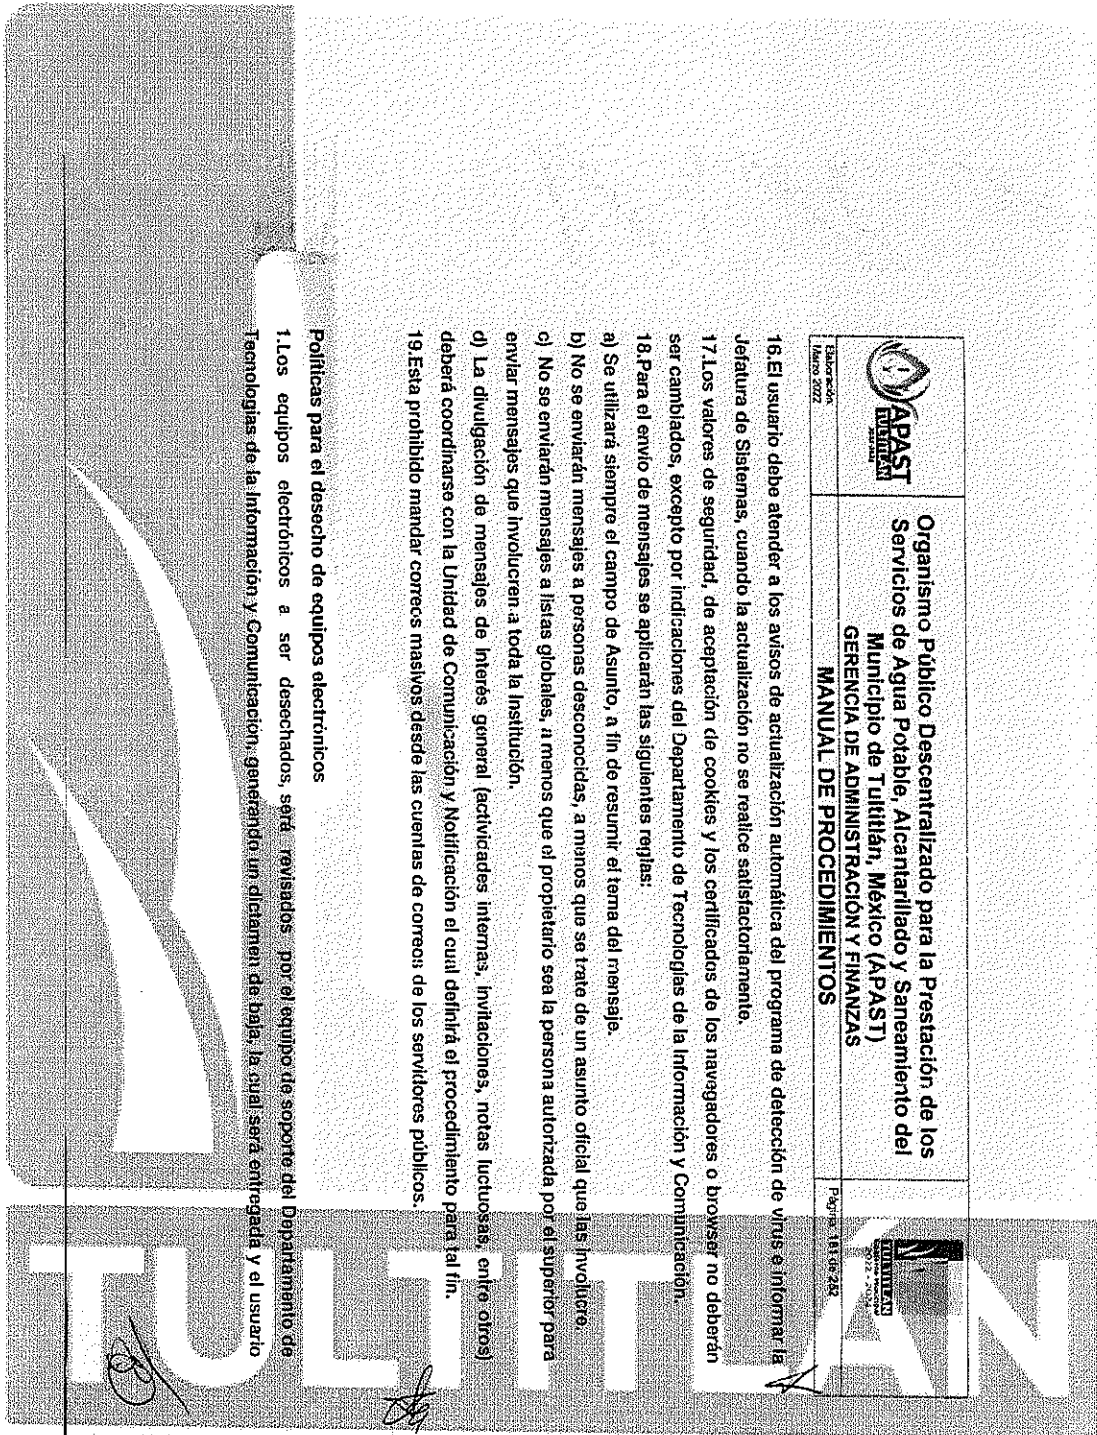 APAST
TULTITLÁN
Organismo Público Descentralizado para la Prestación de los
Servicios de Agua Potable, Alcantarillado y Saneamiento del
Municipio de Tultitlán, México (APAST)
GERENCIA DE ADMINISTRACIÓN Y FINANZAS
MANUAL DE PROCEDIMIENTOS
TULTITLÁN
Elaboración:
Marzo 2022
Página 161 de 252
16.El usuario debe atender a los avisos de actualización automática del programa de detección de virus e informar la
Jefatura de Sistemas, cuando la actualización no se realice satisfactoriamente.
17.Los valores de seguridad, de aceptación de cookies y los certificados de los navegadores o browser no deberán
ser cambiados, excepto por indicaciones del Departamento de Tecnologías de la Información y Comunicación.
18.Para el envío de mensajes se aplicarán las siguientes reglas:
a) Se utilizará siempre el campo de Asunto, a fin de resumir el tema del mensaje.
b) No se enviarán mensajes a personas desconocidas, a menos que se trate de un asunto oficial que las involucre.
c) No se enviarán mensajes a listas globales, a menos que el propietario sea la persona autorizada por el superior para
enviar mensajes que involucren a toda la Institución.
d) La divulgación de mensajes de interés general (actividades internas, invitaciones, notas luctuosas, entre otros)
deberá coordinarse con la Unidad de Comunicación y Notificación el cual definirá el procedimiento para tal fin.
19.Esta prohibido mandar correos masivos desde las cuentas de correos de los servidores públicos.
Políticas para el desecho de equipos electrónicos
1.Los equipos electrónicos a ser desechados, será revisados por el equipo de soporte del Departamento de
Tecnologías de la Información y Comunicación, generando un dictamen de baja, la cual será entregada y el usuario
TULTITLÁN